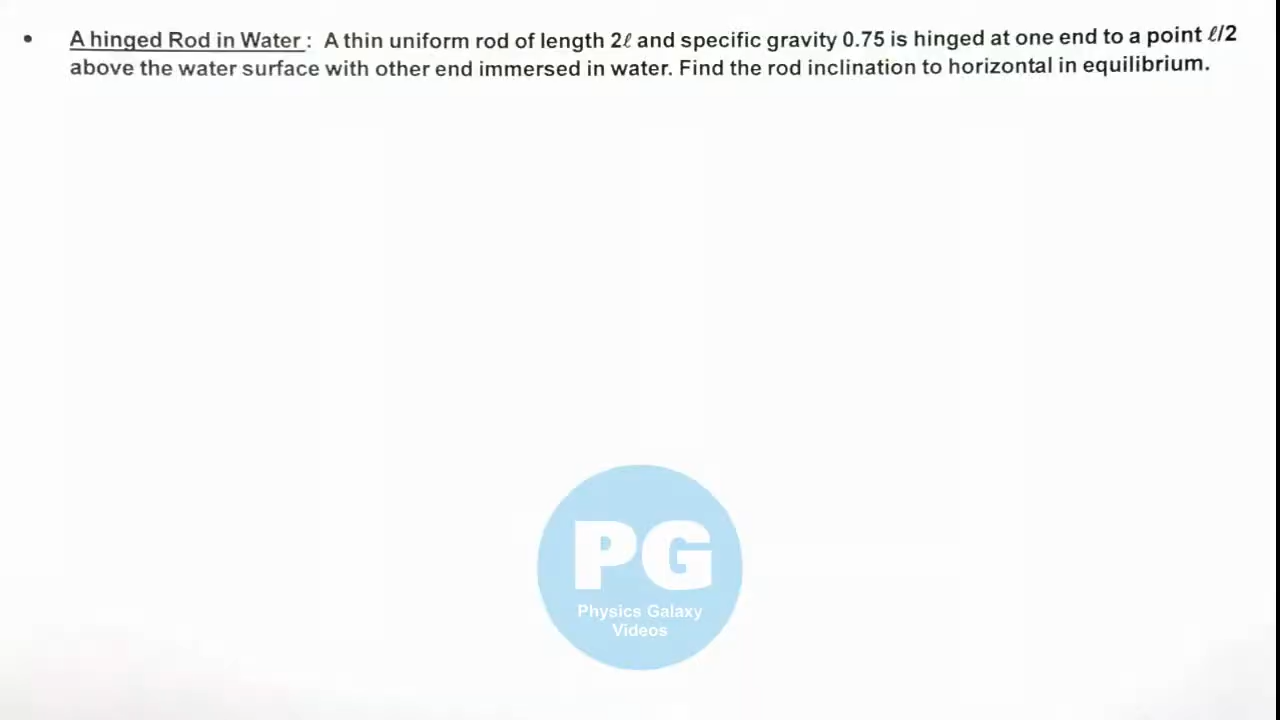 • A hinged Rod in Water : A thin uniform rod of length 2ℓ and specific gravity 0.75 is hinged at one end to a point ℓ/2
above the water surface with other end immersed in water. Find the rod inclination to horizontal in equilibrium.
PG
Physics Galaxy
Videos